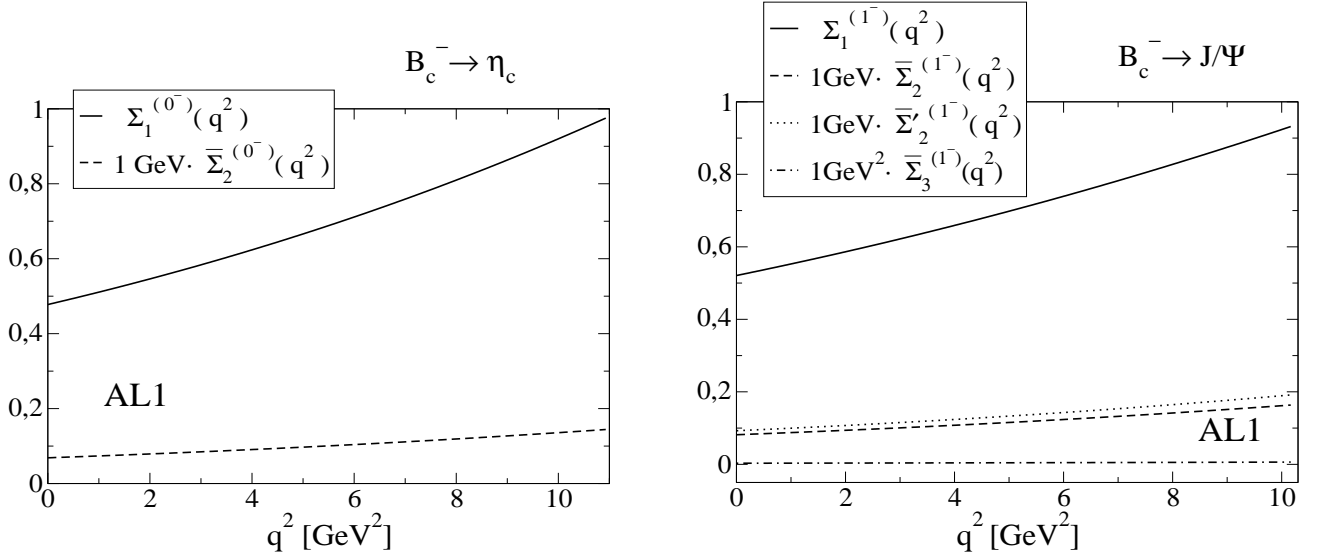 B_c^- → η_c
Σ_1^(0^-)(q^2)
1 GeV· Σ̅_2^(0^-)(q^2)
1
0,8
0,6
0,4
0,2
0
AL1
0 2 4 6 8 10
q^2 [GeV^2]
B_c^- → J/Ψ
Σ_1^(1^-)(q^2)
1GeV· Σ̅_2^(1^-)(q^2)
1GeV· Σ̅'_2^(1^-)(q^2)
1GeV^2· Σ̅_3^(1^-)(q^2)
1
0,8
0,6
0,4
0,2
0
AL1
0 2 4 6 8 10
q^2 [GeV^2]